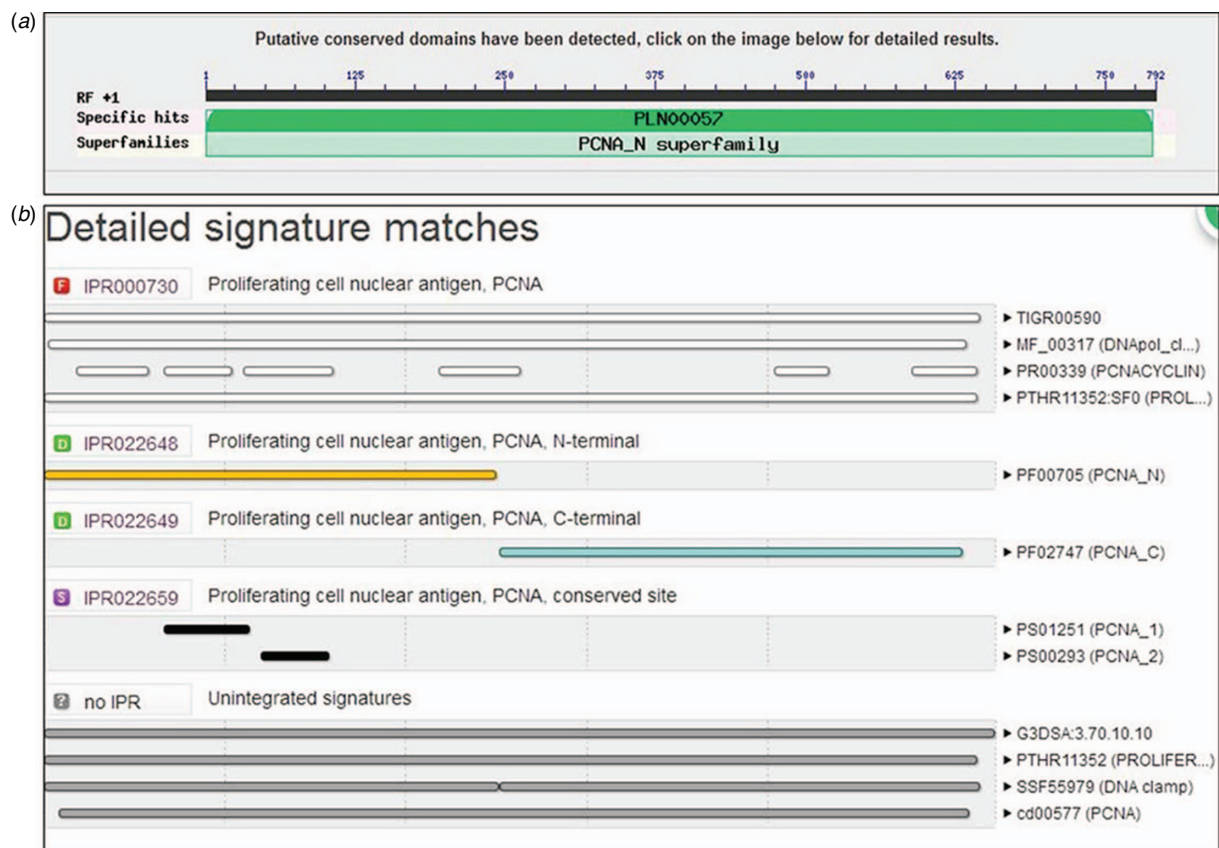 (a)
Putative conserved domains have been detected, click on the image below for detailed results.
1 125 250 375 500 625 750 792
RF +1
Specific hits PLN00057
Superfamilies PCNA_N superfamily
(b)
Detailed signature matches
F IPR000730 Proliferating cell nuclear antigen, PCNA
TIGR00590
MF_00317 (DNApol_cl...)
PR00339 (PCNACYCLIN)
PTHR11352:SF0 (PROL...)
D IPR022648 Proliferating cell nuclear antigen, PCNA, N-terminal
PF00705 (PCNA_N)
D IPR022649 Proliferating cell nuclear antigen, PCNA, C-terminal
PF02747 (PCNA_C)
S IPR022659 Proliferating cell nuclear antigen, PCNA, conserved site
PS01251 (PCNA_1)
PS00293 (PCNA_2)
? no IPR Unintegrated signatures
G3DSA:3.70.10.10
PTHR11352 (PROLIFER...)
SSF55979 (DNA clamp)
cd00577 (PCNA)